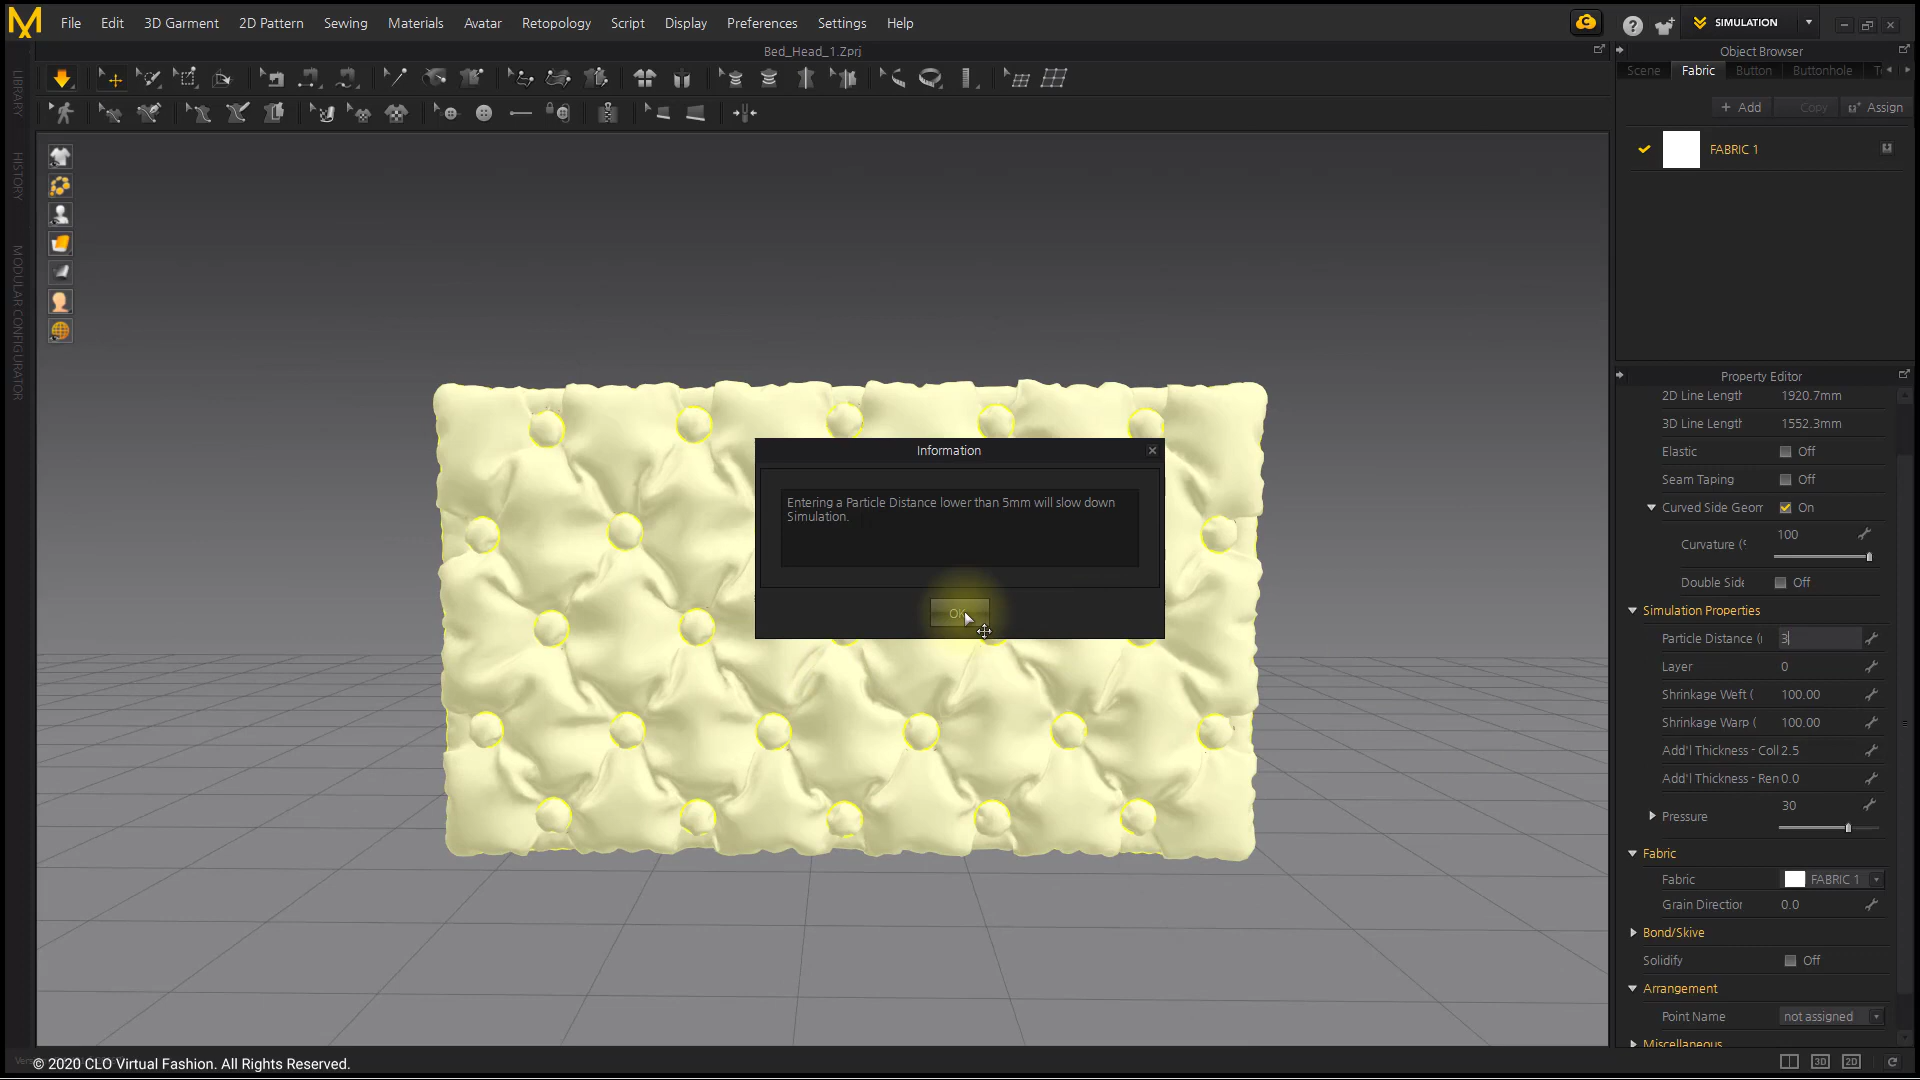 File Edit 3D Garment 2D Pattern Sewing Materials Avatar Retopology Script Display Preferences Settings Help
SIMULATION
Bed_Head_1.Zprj
LIBRARY
HISTORY
MODULAR CONFIGURATOR
Object Browser
Scene Fabric Button Buttonhole
+ Add Copy Assign
FABRIC 1
Property Editor
2D Line Length 1920.7mm
3D Line Length 1552.3mm
Elastic Off
Seam Taping Off
Curved Side Geom On
Curvature ( 100
Double Side Off
Simulation Properties
Particle Distance ( 3
Layer 0
Shrinkage Weft ( 100.00
Shrinkage Warp ( 100.00
Add'l Thickness - Coll 2.5
Add'l Thickness - Ren 0.0
Pressure 30
Fabric
Fabric FABRIC 1
Grain Direction 0.0
Bond/Skive
Solidify Off
Arrangement
Point Name not assigned
Miscellaneous
Information
Entering a Particle Distance lower than 5mm will slow down
Simulation.
OK
© 2020 CLO Virtual Fashion. All Rights Reserved.
3D 2D